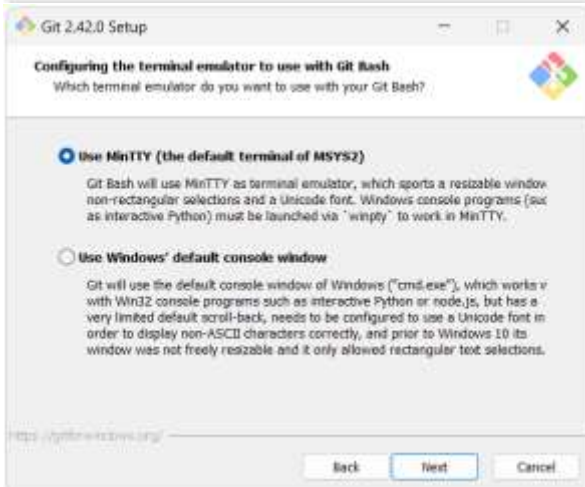 Git 2.42.0 Setup
Configuring the terminal emulator to use with Git Bash
Which terminal emulator do you want to use with your Git Bash?
Use MinTTY (the default terminal of MSYS2)
Git Bash will use MinTTY as terminal emulator, which sports a resizable window
non-rectangular selections and a Unicode font. Windows console programs (suc
as interactive Python) must be launched via `winpty` to work in MinTTY.
Use Windows' default console window
Git will use the default console window of Windows ("cmd.exe"), which works w
with Win32 console programs such as interactive Python or node.js, but has a
very limited default scroll-back, needs to be configured to use a Unicode font in
order to display non-ASCII characters correctly, and prior to Windows 10 its
window was not freely resizable and it only allowed rectangular text selections.
https://gitforwindows.org/
Back Next Cancel